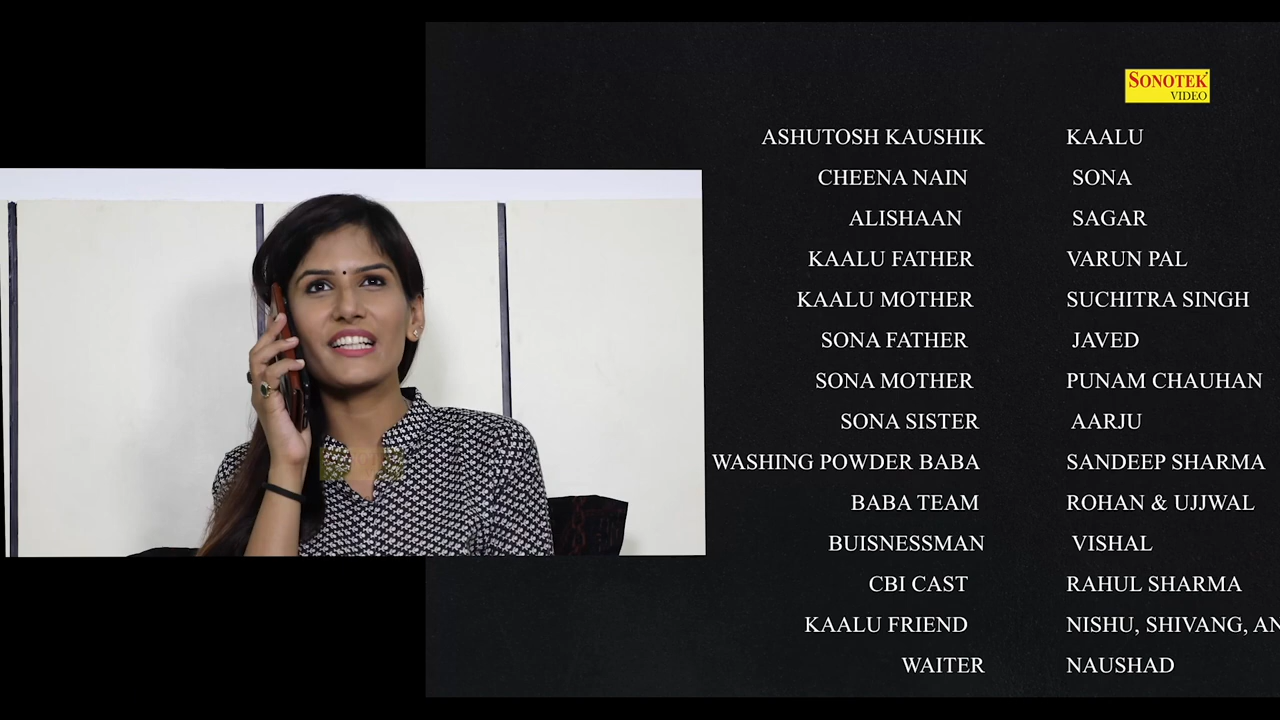 SONOTEK
VIDEO
ASHUTOSH KAUSHIK KAALU
CHEENA NAIN SONA
ALISHAAN SAGAR
KAALU FATHER VARUN PAL
KAALU MOTHER SUCHITRA SINGH
SONA FATHER JAVED
SONA MOTHER PUNAM CHAUHAN
SONA SISTER AARJU
WASHING POWDER BABA SANDEEP SHARMA
BABA TEAM ROHAN & UJJWAL
BUISNESSMAN VISHAL
CBI CAST RAHUL SHARMA
KAALU FRIEND NISHU, SHIVANG, AN
WAITER NAUSHAD